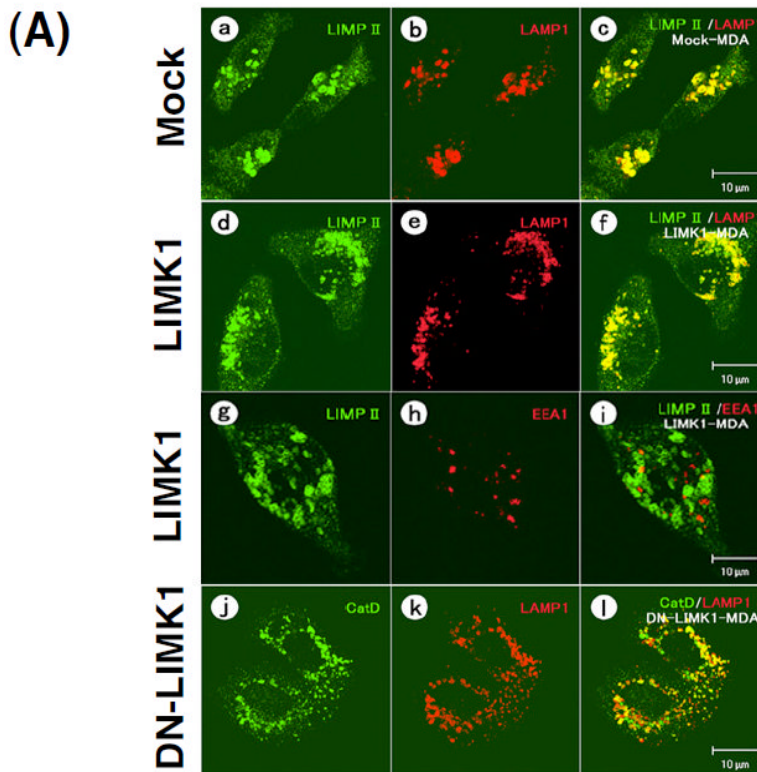 (A)
Mock
a LIMP II
b LAMP1
c LIMP II /LAMP
Mock-MDA
10 μm
LIMK1
d LIMP II
e LAMP1
f LIMP II /LAMP
LIMK1-MDA
10 μm
LIMK1
g LIMP II
h EEA1
i LIMP II /EEA1
LIMK1-MDA
10 μm
DN-LIMK1
j CatD
k LAMP1
l CatD/LAMP1
DN-LIMK1-MDA
10 μm